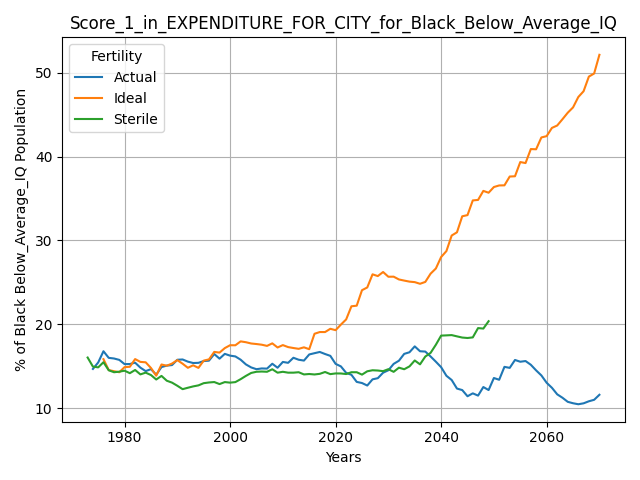 Score_1_in_EXPENDITURE_FOR_CITY_for_Black_Below_Average_IQ
Fertility
Actual
Ideal
Sterile
% of Black Below_Average_IQ Population
50
40
30
20
10
1980
2000
2020
2040
2060
Years